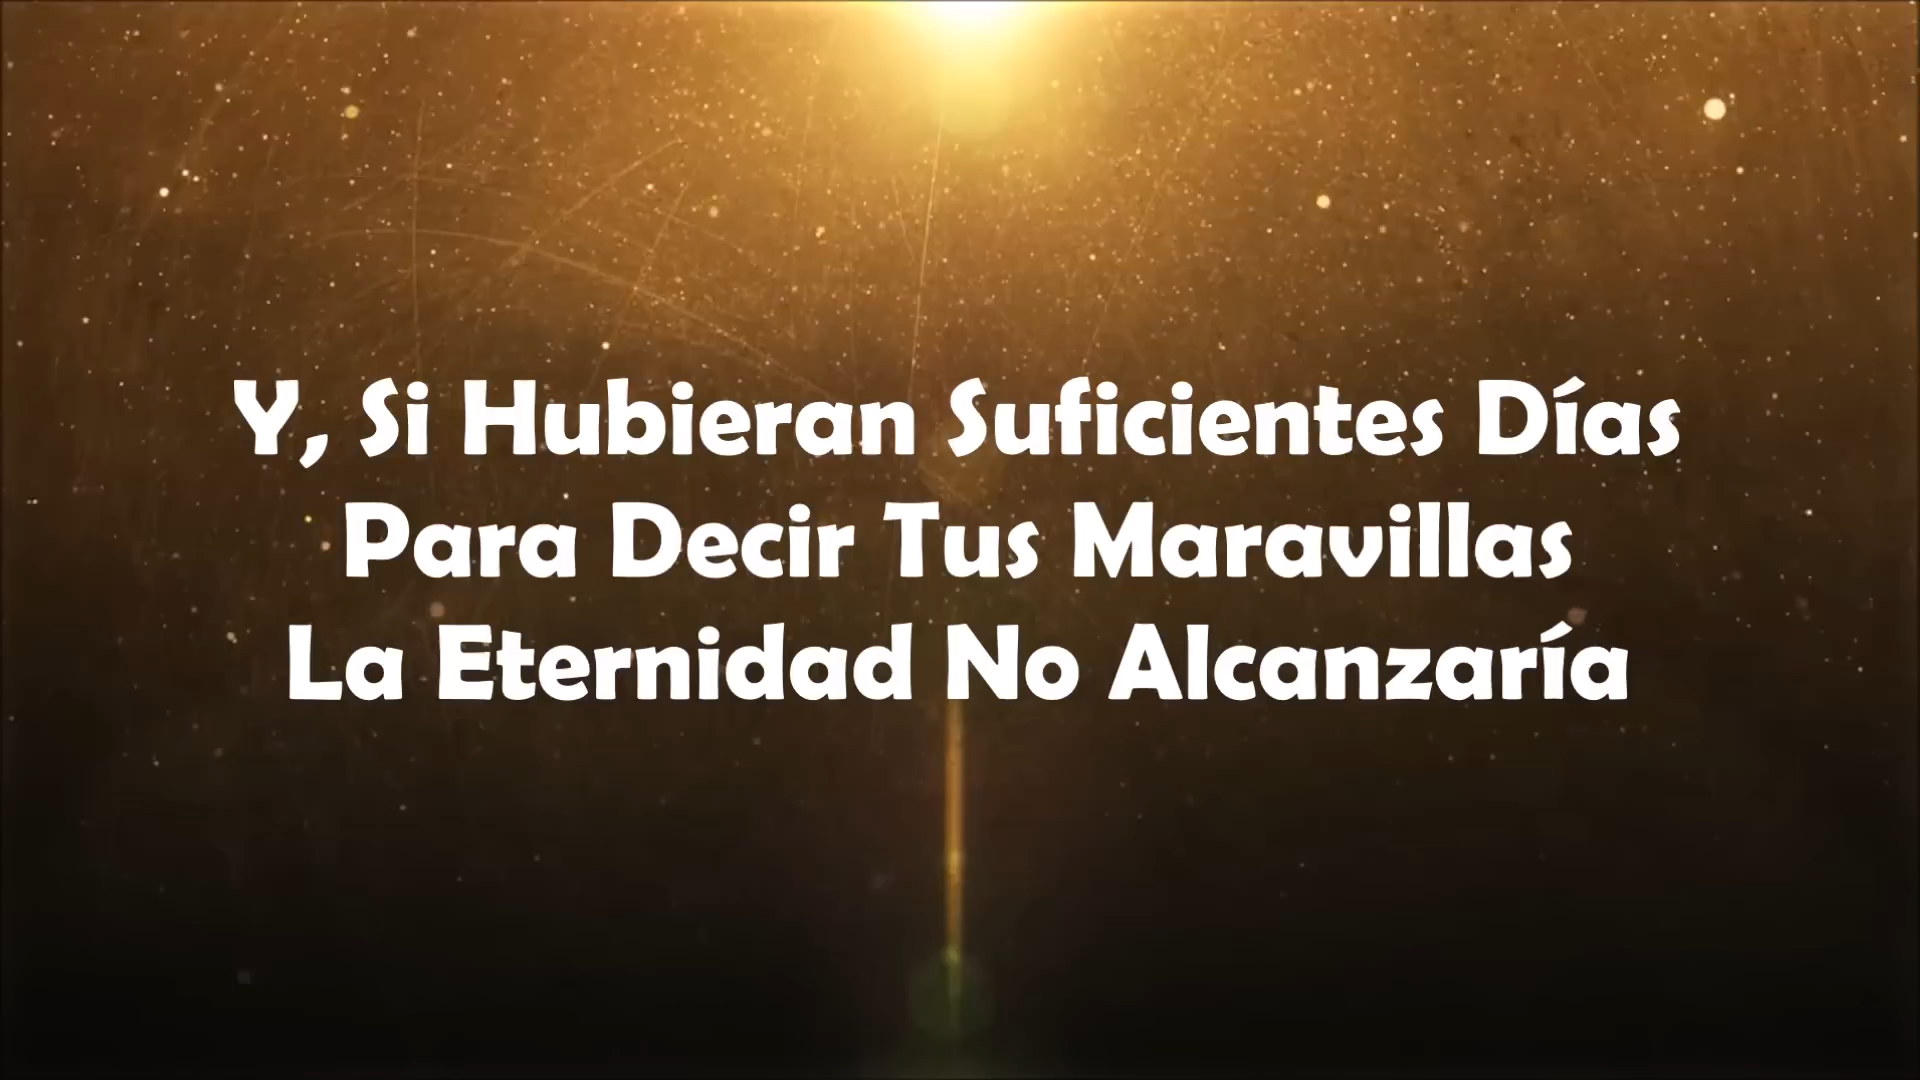 Y, Si Hubieran Suficientes Días
Para Decir Tus Maravillas
La Eternidad No Alcanzaría